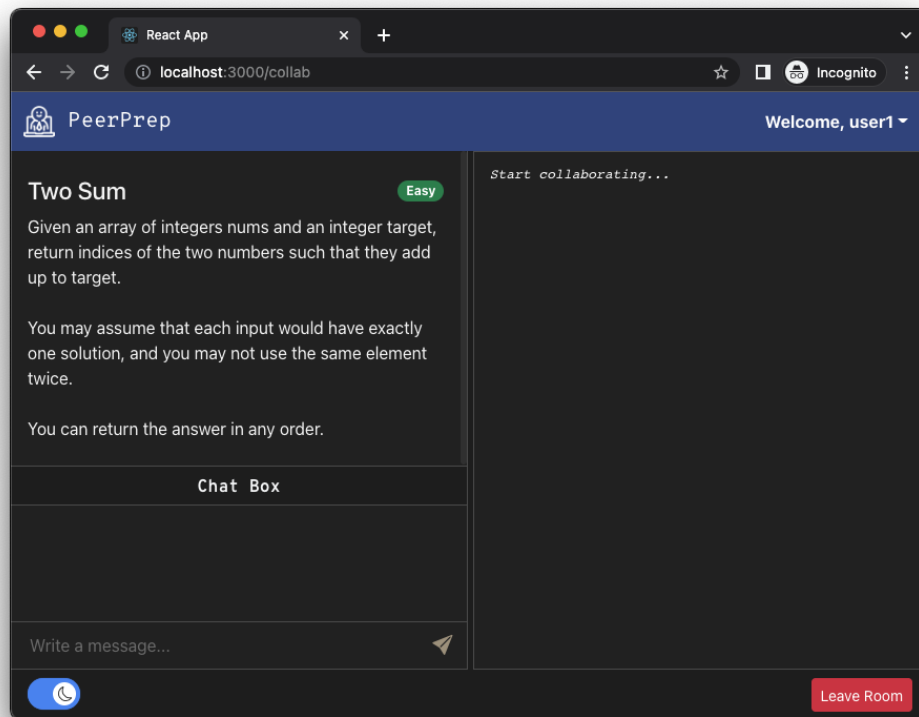 React App
localhost:3000/collab
Incognito
PeerPrep
Welcome, user1
Two Sum
Easy
Given an array of integers nums and an integer target,
return indices of the two numbers such that they add
up to target.
You may assume that each input would have exactly
one solution, and you may not use the same element
twice.
You can return the answer in any order.
Chat Box
Write a message...
Start collaborating...
Leave Room